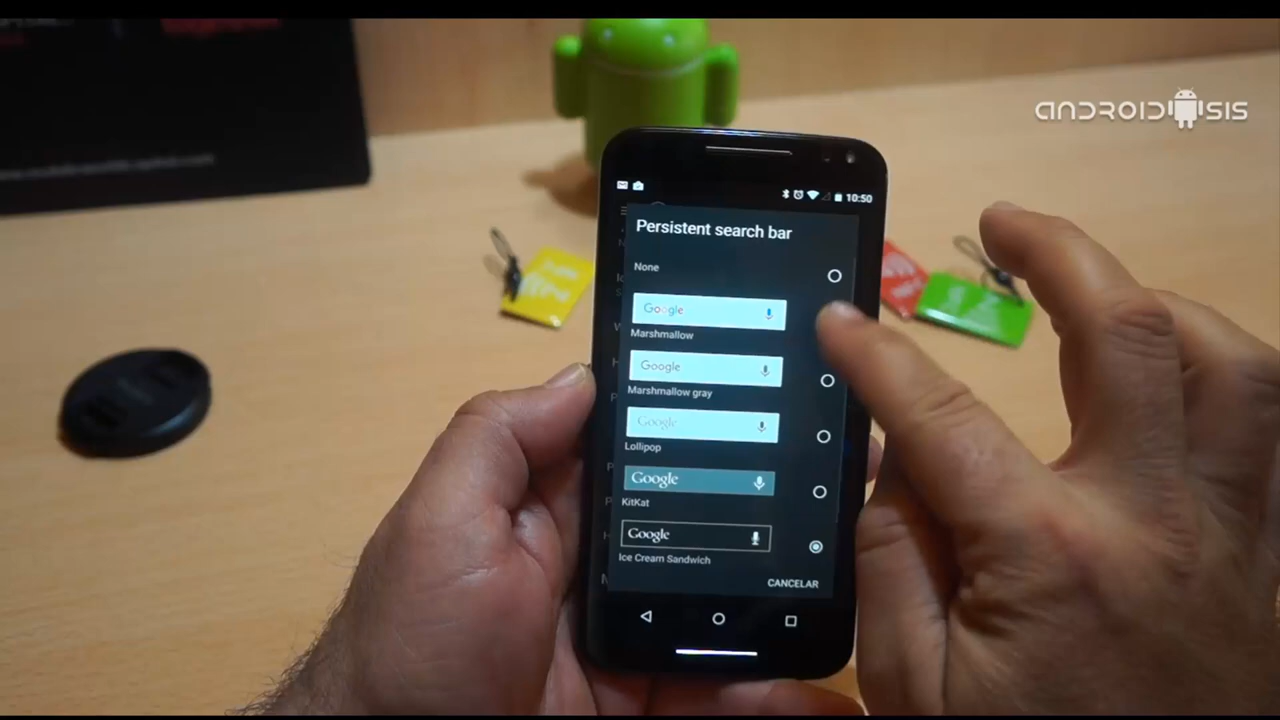 ANDROIDSIS
10:50
Persistent search bar
None
Google
Marshmallow
Google
Marshmallow gray
Google
Lollipop
Google
KitKat
Google
Ice Cream Sandwich
CANCELAR